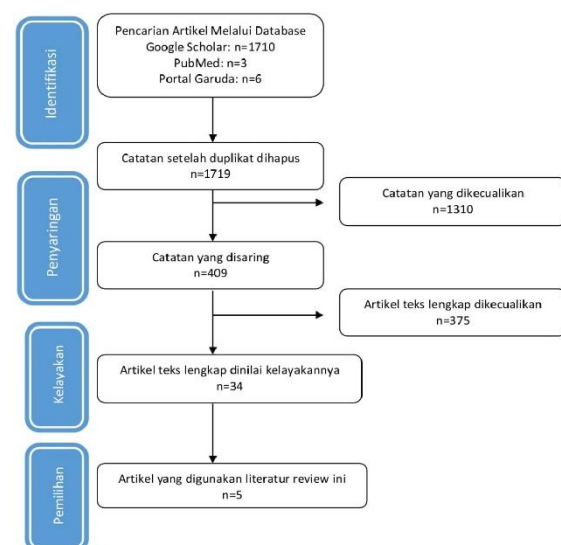 Identifikasi
Pencarian Artikel Melalui Database
Google Scholar: n=1710
PubMed: n=3
Portal Garuda: n=6
Catatan setelah duplikat dihapus
n=1719
Penyaringan
Catatan yang dikecualikan
n=1310
Catatan yang disaring
n=409
Artikel teks lengkap dikecualikan
n=375
Kelayakan
Artikel teks lengkap dinilai kelayakannya
n=34
Pemilihan
Artikel yang digunakan literatur review ini
n=5